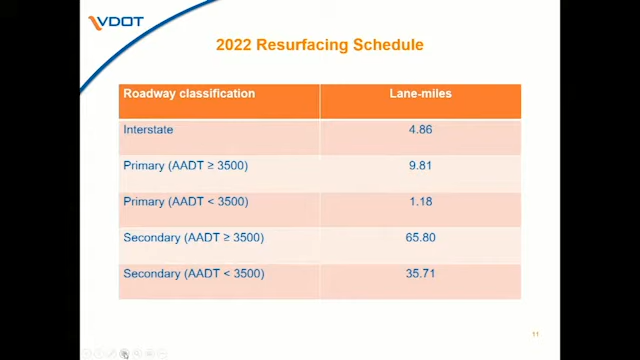 VDOT
2022 Resurfacing Schedule
Roadway classification Lane-miles
Interstate 4.86
Primary (AADT ≥ 3500) 9.81
Primary (AADT < 3500) 1.18
Secondary (AADT ≥ 3500) 65.80
Secondary (AADT < 3500) 35.71
11